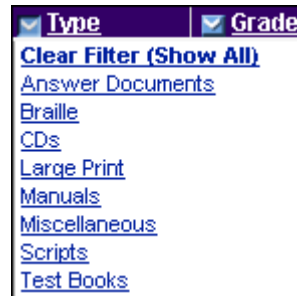 Type Grade
Clear Filter (Show All)
Answer Documents
Braille
CDs
Large Print
Manuals
Miscellaneous
Scripts
Test Books